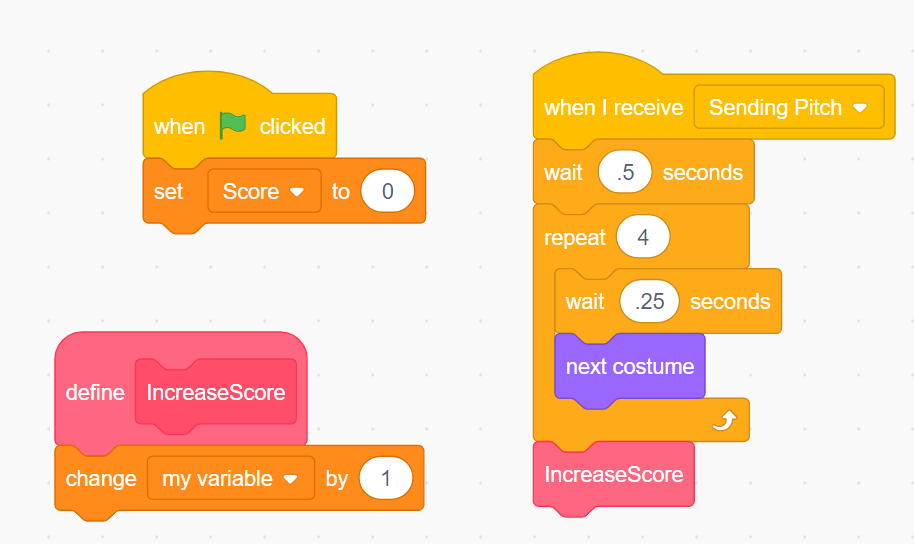 when clicked
set Score to 0
define IncreaseScore
change my variable by 1
when I receive Sending Pitch
wait .5 seconds
repeat 4
wait .25 seconds
next costume
IncreaseScore